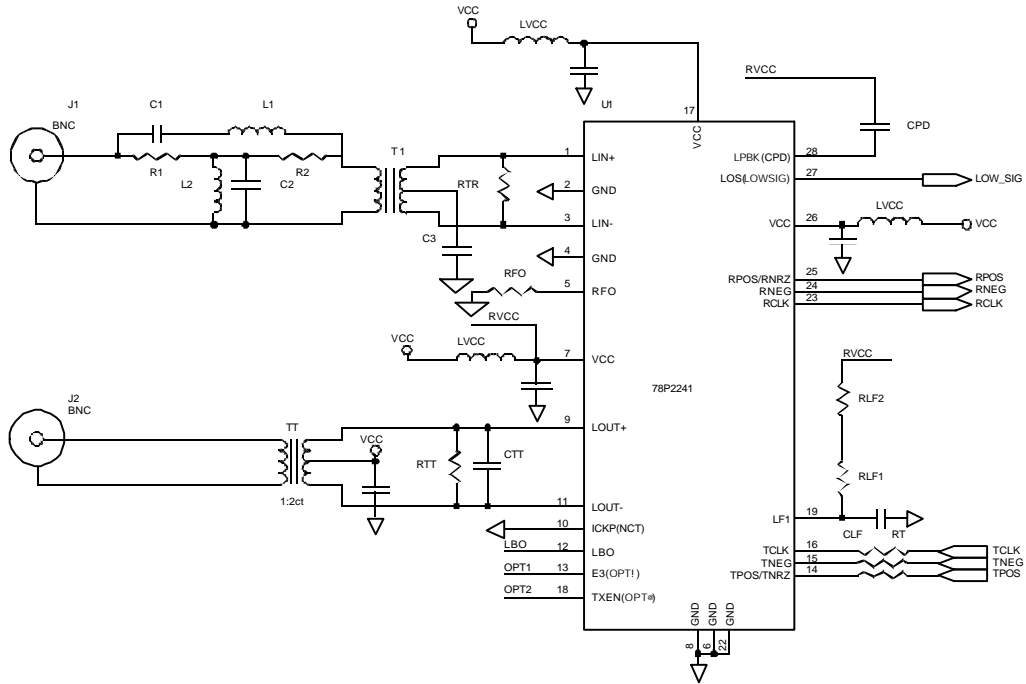 VCC
LVCC
RVCC
J1
BNC
C1
L1
U1
17
VCC
CPD
R1
R2
L2
C2
T1
RTR
1
LIN+
2
GND
3
LIN-
C3
4
GND
RFO
5
RFO
RVCC
VCC
LVCC
7
VCC
LPBK(CPD)
28
LOS(LOWSIG)
27
LOW_SIG
LVCC
VCC
26
VCC
RPOS/RNRZ
25
RPOS
RNEG
24
RNEG
RCLK
23
RCLK
78P2241
RVCC
RLF2
RLF1
J2
BNC
TT
1:2ct
VCC
RTT
CTT
9
LOUT+
11
LOUT-
10
ICKP(NCT)
LBO
12
LBO
OPT1
13
E3(OPT!)
OPT2
18
LF1
19
CLF
RT
TCLK
16
TCLK
TNEG
15
TNEG
TPOS/TNRZ
14
TPOS
GND
GND
GND
8
6
22